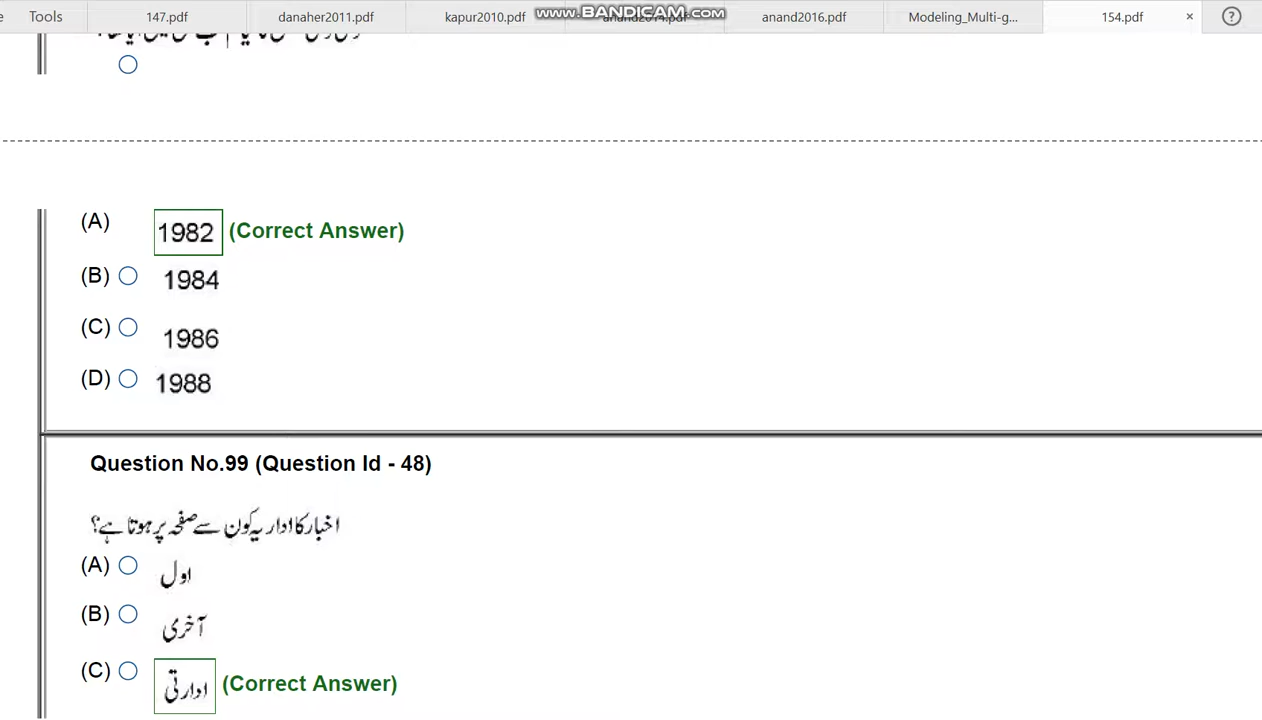 Tools 147.pdf danaher2011.pdf kapur2010.pdf anand2014.pdf anand2016.pdf Modeling_Multi-g... 154.pdf × ?
www.BANDICAM.com
(A) 1982 (Correct Answer)
(B) 1984
(C) 1986
(D) 1988
Question No.99 (Question Id - 48)
اخبار کا اداریہ کون سے صفحہ پر ہوتا ہے؟
(A) اول
(B) آخری
(C) ادارتی (Correct Answer)